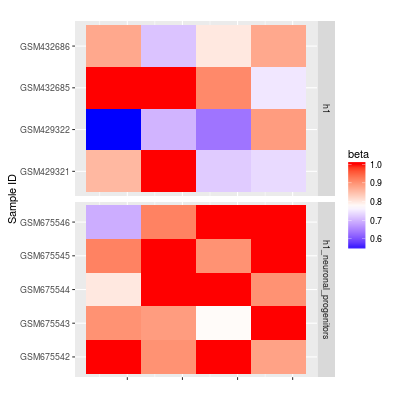 GSM432686
GSM432685
GSM429322
GSM429321
h1
GSM675546
GSM675545
GSM675544
GSM675543
GSM675542
h1_neuronal_progenitors
Sample ID
beta
1.0
0.9
0.8
0.7
0.6